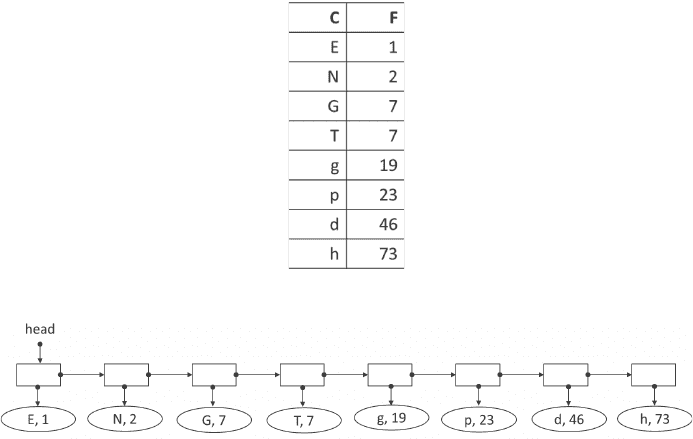 C F
E 1
N 2
G 7
T 7
g 19
p 23
d 46
h 73
head
E, 1 N, 2 G, 7 T, 7 g, 19 p, 23 d, 46 h, 73